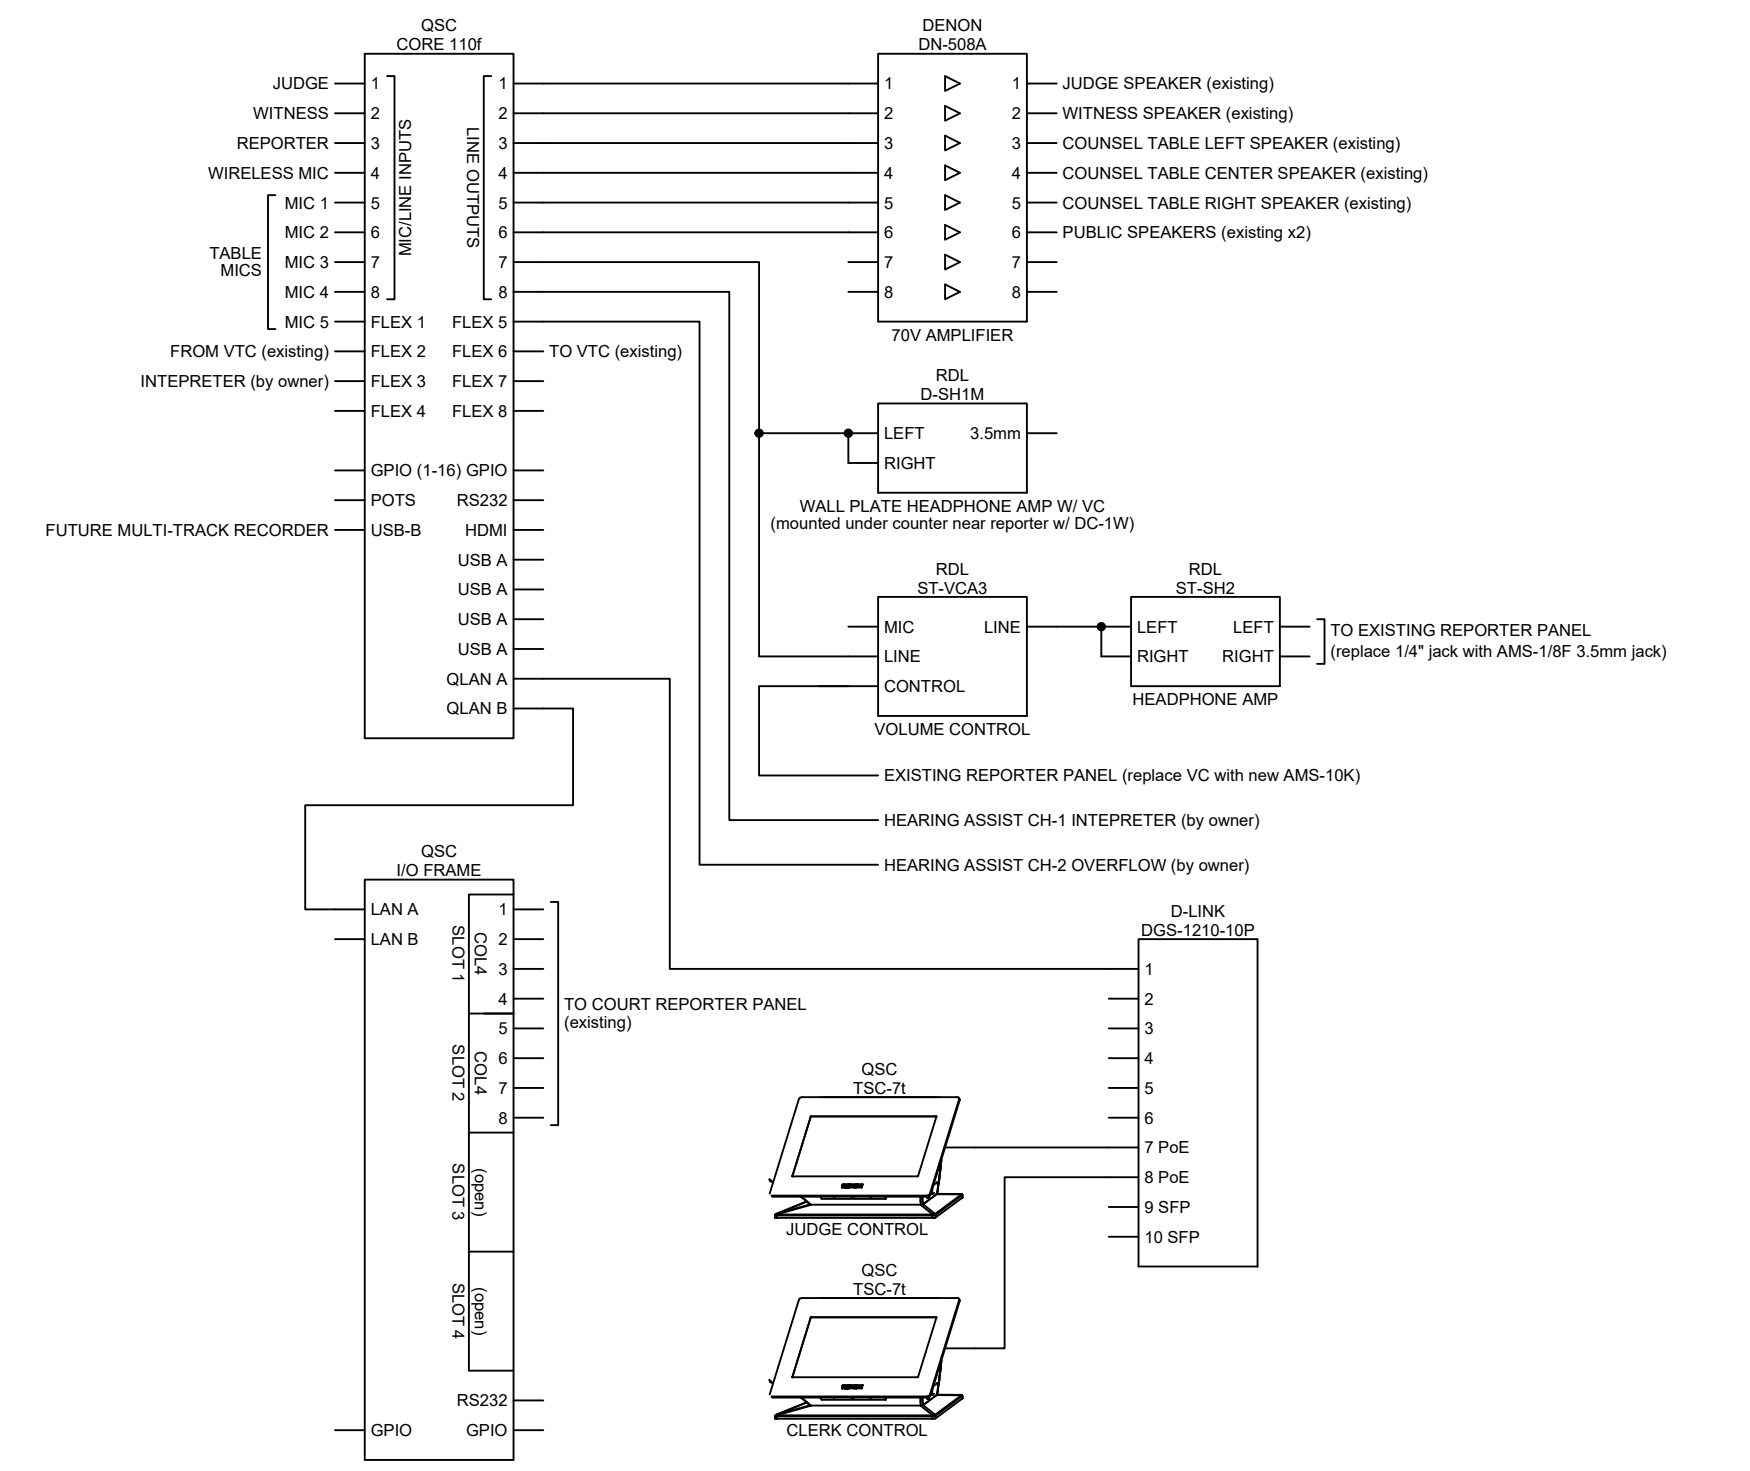 QSC
CORE 110f
JUDGE 1
WITNESS 2
REPORTER 3
WIRELESS MIC 4
MIC 1 5
MIC 2 6
TABLE
MICS
MIC 3 7
MIC 4 8
MIC 5 FLEX 1
FROM VTC (existing) FLEX 2
INTEPRETER (by owner) FLEX 3
FLEX 4
MIC/LINE INPUTS
LINE OUTPUTS
1
2
3
4
5
6
7
8
FLEX 5
FLEX 6 TO VTC (existing)
FLEX 7
FLEX 8
GPIO (1-16) GPIO
POTS RS232
FUTURE MULTI-TRACK RECORDER USB-B HDMI
USB A
USB A
USB A
USB A
QLAN A
QLAN B
DENON
DN-508A
1 1 JUDGE SPEAKER (existing)
2 2 WITNESS SPEAKER (existing)
3 3 COUNSEL TABLE LEFT SPEAKER (existing)
4 4 COUNSEL TABLE CENTER SPEAKER (existing)
5 5 COUNSEL TABLE RIGHT SPEAKER (existing)
6 6 PUBLIC SPEAKERS (existing x2)
7 7
8 8
70V AMPLIFIER
RDL
D-SH1M
LEFT 3.5mm
RIGHT
WALL PLATE HEADPHONE AMP W/ VC
(mounted under counter near reporter w/ DC-1W)
RDL
ST-VCA3
MIC LINE
LINE
CONTROL
VOLUME CONTROL
RDL
ST-SH2
LEFT LEFT
RIGHT RIGHT
HEADPHONE AMP
TO EXISTING REPORTER PANEL
(replace 1/4" jack with AMS-1/8F 3.5mm jack)
EXISTING REPORTER PANEL (replace VC with new AMS-10K)
HEARING ASSIST CH-1 INTEPRETER (by owner)
HEARING ASSIST CH-2 OVERFLOW (by owner)
QSC
I/O FRAME
LAN A
LAN B
SLOT 1
COL4
1
2
3
4
SLOT 2
COL4
5
6
7
8
TO COURT REPORTER PANEL
(existing)
SLOT 3
(open)
SLOT 4
(open)
RS232
GPIO GPIO
D-LINK
DGS-1210-10P
1
2
3
4
5
6
7 PoE
8 PoE
9 SFP
10 SFP
QSC
TSC-7t
JUDGE CONTROL
QSC
TSC-7t
CLERK CONTROL